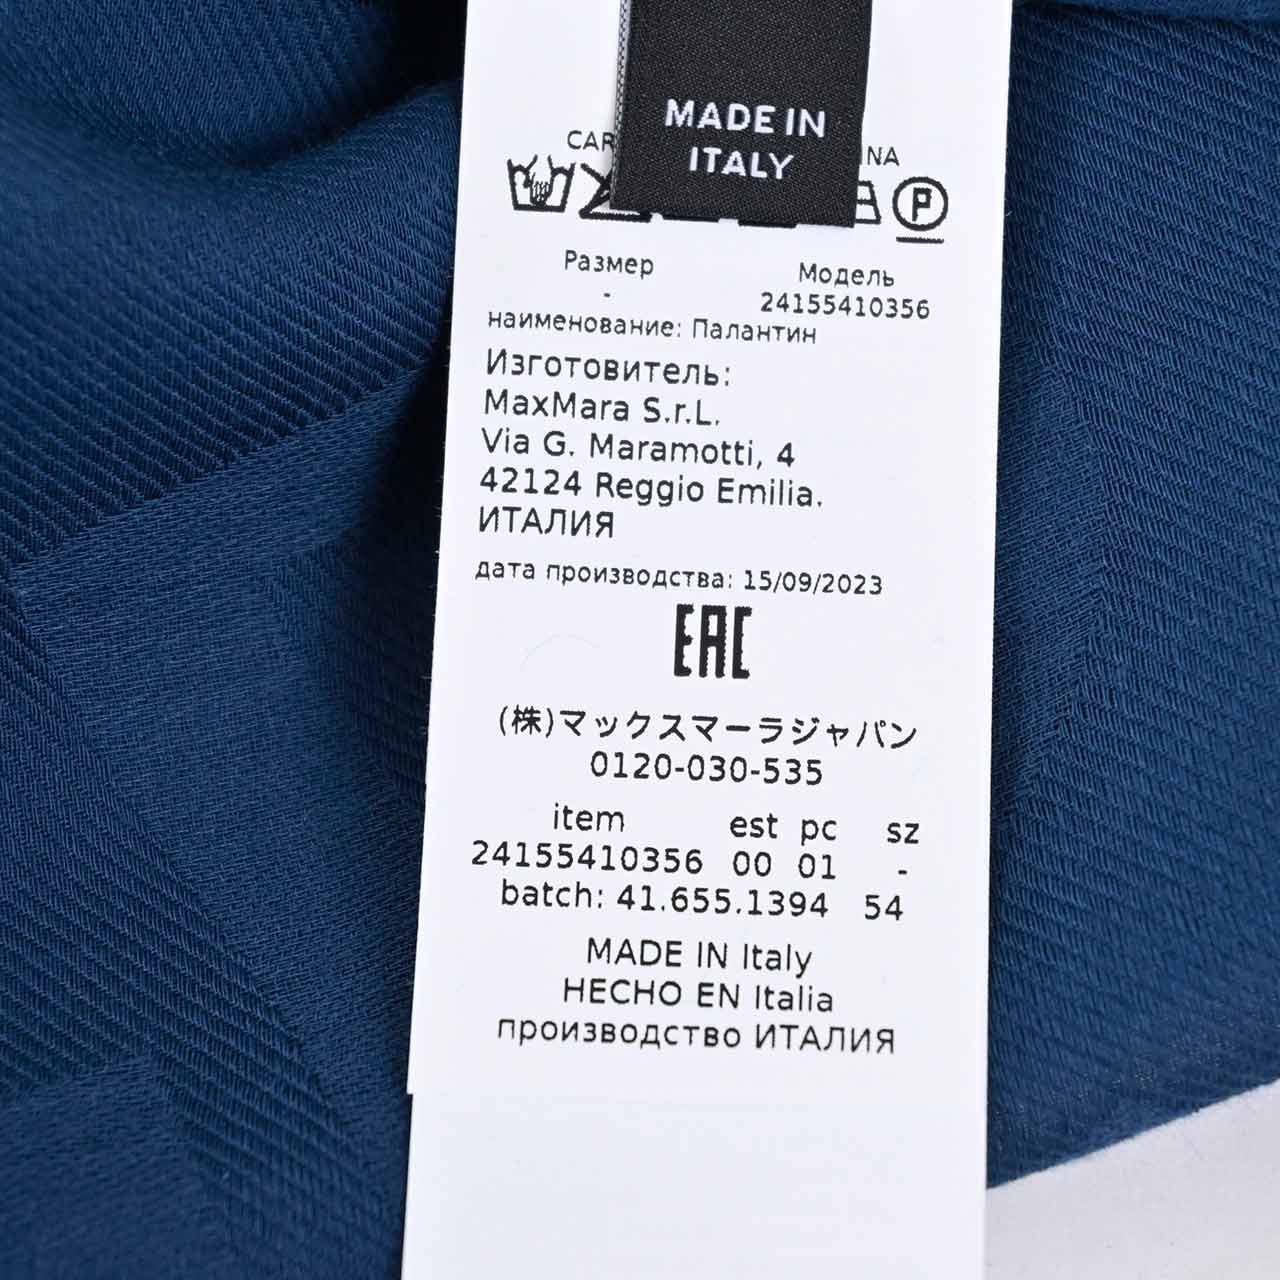 MADE IN
ITALY
Размер
-
Модель
24155410356
наименование: Палантин
Изготовитель:
MaxMara S.r.L.
Via G. Maramotti, 4
42124 Reggio Emilia.
ИТАЛИЯ
дата производства: 15/09/2023
EAC
(株)マックスマーラジャパン
0120-030-535
item est pc sz
24155410356 00 01 -
batch: 41.655.1394 54
MADE IN Italy
HECHO EN Italia
производство ИТАЛИЯ